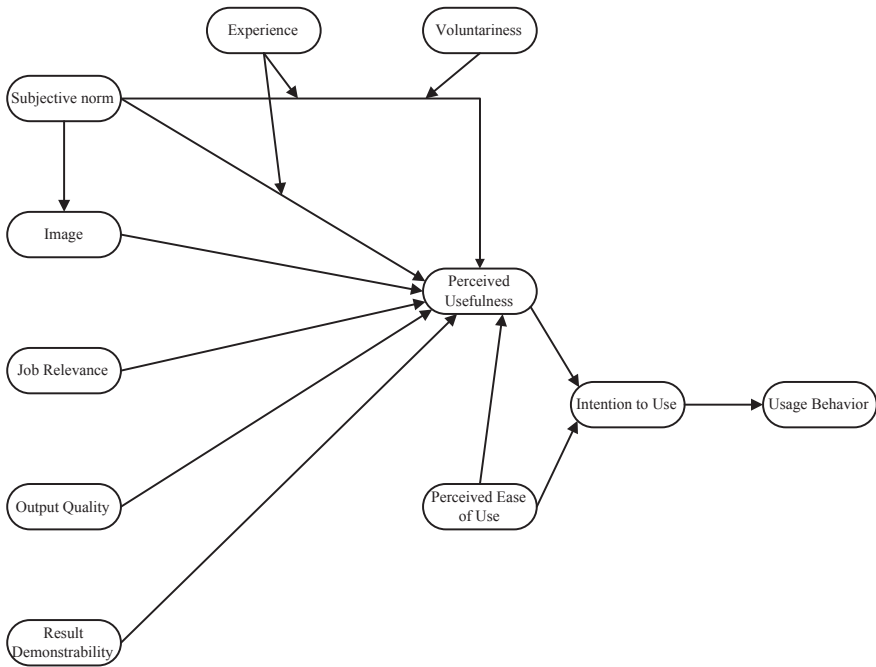 Experience
Voluntariness
Subjective norm
Image
Perceived
Usefulness
Job Relevance
Intention to Use
Usage Behavior
Output Quality
Perceived Ease
of Use
Result
Demonstrability